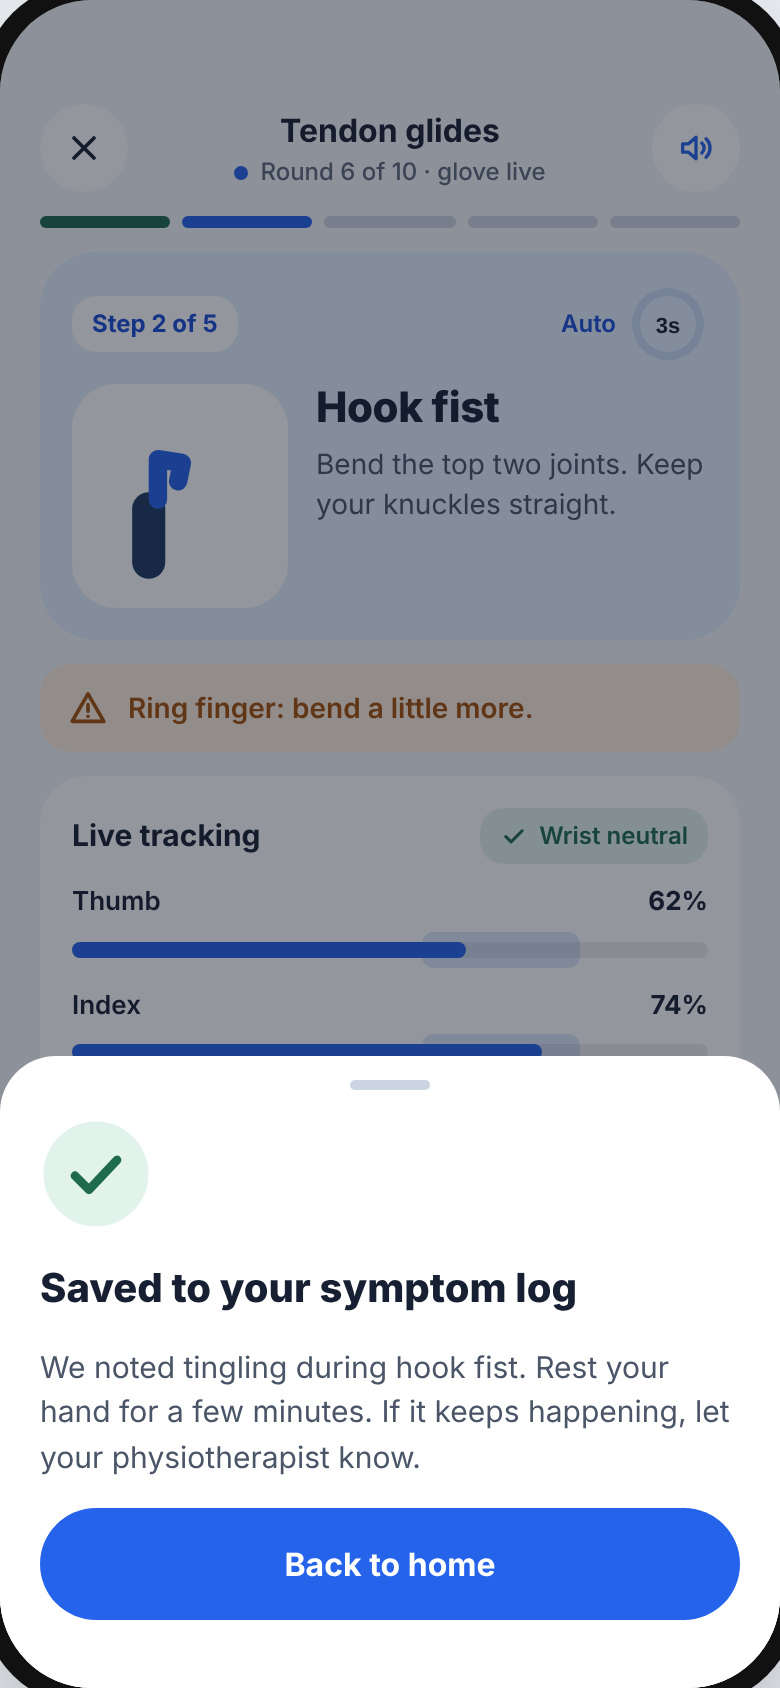 Tendon glides
Round 6 of 10 · glove live
Step 2 of 5
Auto
3s
Hook fist
Bend the top two joints. Keep
your knuckles straight.
Ring finger: bend a little more.
Live tracking
Wrist neutral
Thumb
62%
Index
74%
Saved to your symptom log
We noted tingling during hook fist. Rest your
hand for a few minutes. If it keeps happening, let
your physiotherapist know.
Back to home